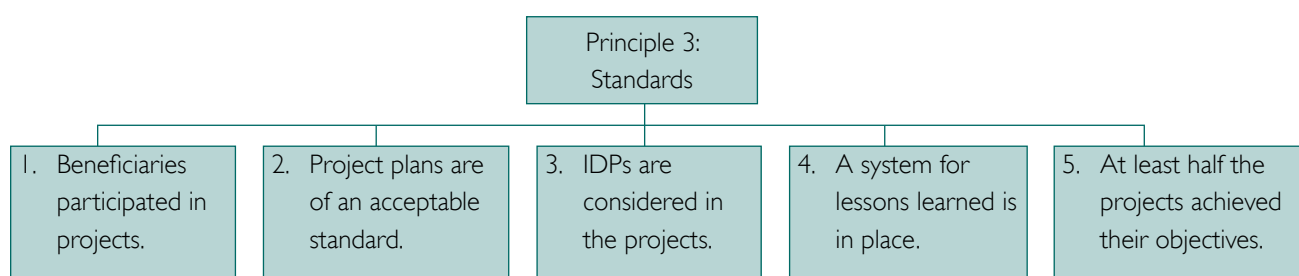 Principle 3:
Standards
1. Beneficiaries
participated in
projects.
2. Project plans are
of an acceptable
standard.
3. IDPs are
considered in
the projects.
4. A system for
lessons learned is
in place.
5. At least half the
projects achieved
their objectives.